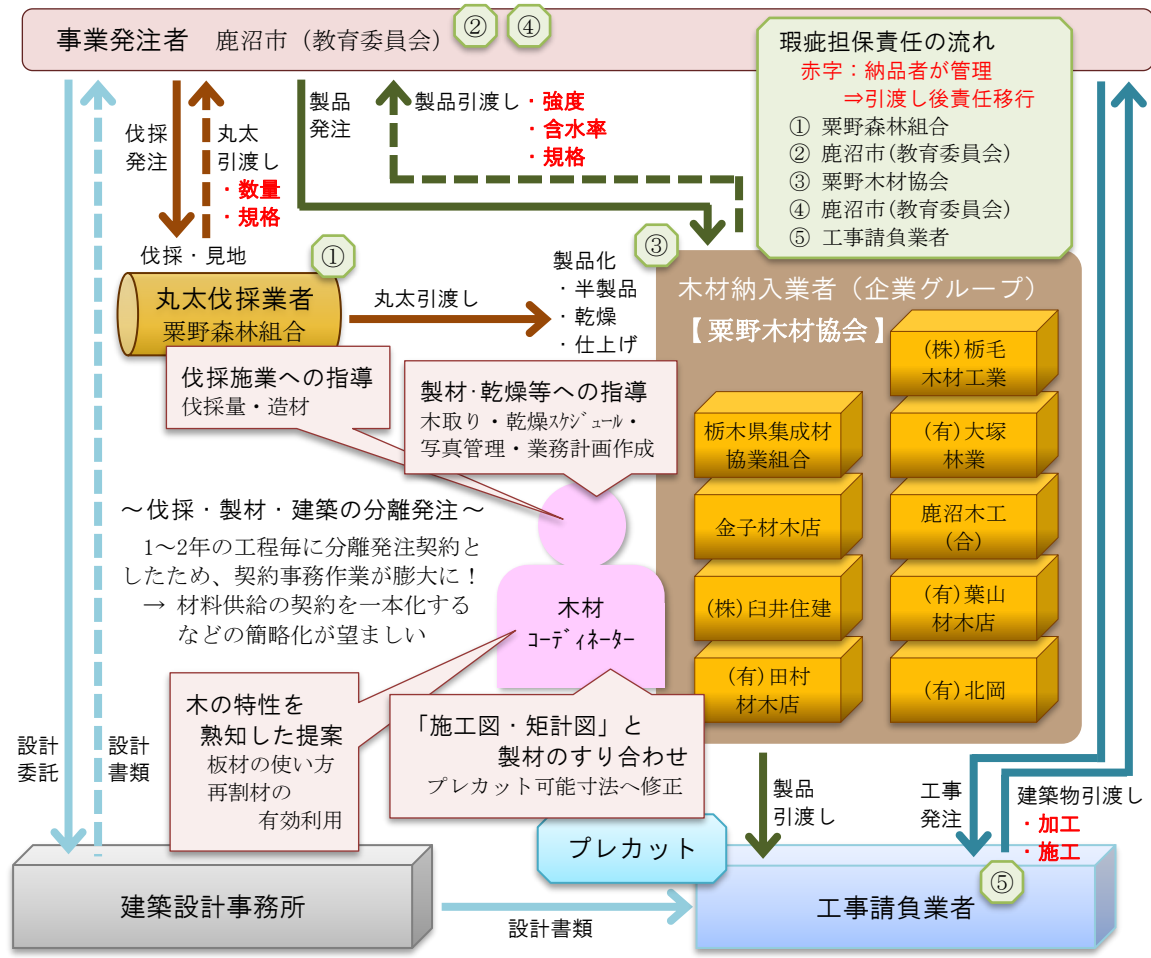 事業発注者 鹿沼市（教育委員会）
②
④
瑕疵担保責任の流れ
赤字：納品者が管理
⇒引渡し後責任移行
① 粟野森林組合
② 鹿沼市(教育委員会)
③ 粟野木材協会
④ 鹿沼市(教育委員会)
⑤ 工事請負業者
伐採
発注
丸太
引渡し
・数量
・規格
製品
発注
製品引渡し
・強度
・含水率
・規格
伐採・見地
①
丸太伐採業者
粟野森林組合
丸太引渡し
製品化
・半製品
・乾燥
・仕上げ
③
木材納入業者（企業グループ）
【粟野木材協会】
(株)栃毛
木材工業
栃木県集成材
協業組合
(有)大塚
林業
金子材木店
鹿沼木工
(合)
(株)臼井住建
(有)葉山
材木店
(有)田村
材木店
(有)北岡
伐採施業への指導
伐採量・造材
製材･乾燥等への指導
木取り・乾燥ｽｹｼﾞｭｰﾙ・
写真管理・業務計画作成
～伐採・製材・建築の分離発注～
1～2年の工程毎に分離発注契約と
したため、契約事務作業が膨大に！
→ 材料供給の契約を一本化する
などの簡略化が望ましい
木材
ｺｰﾃﾞｨﾈｰﾀｰ
木の特性を
熟知した提案
板材の使い方
再割材の
有効利用
「施工図・矩計図」と
製材のすり合わせ
プレカット可能寸法へ修正
設計
委託
設計
書類
製品
引渡し
工事
発注
建築物引渡し
・加工
・施工
プレカット
建築設計事務所
設計書類
工事請負業者
⑤